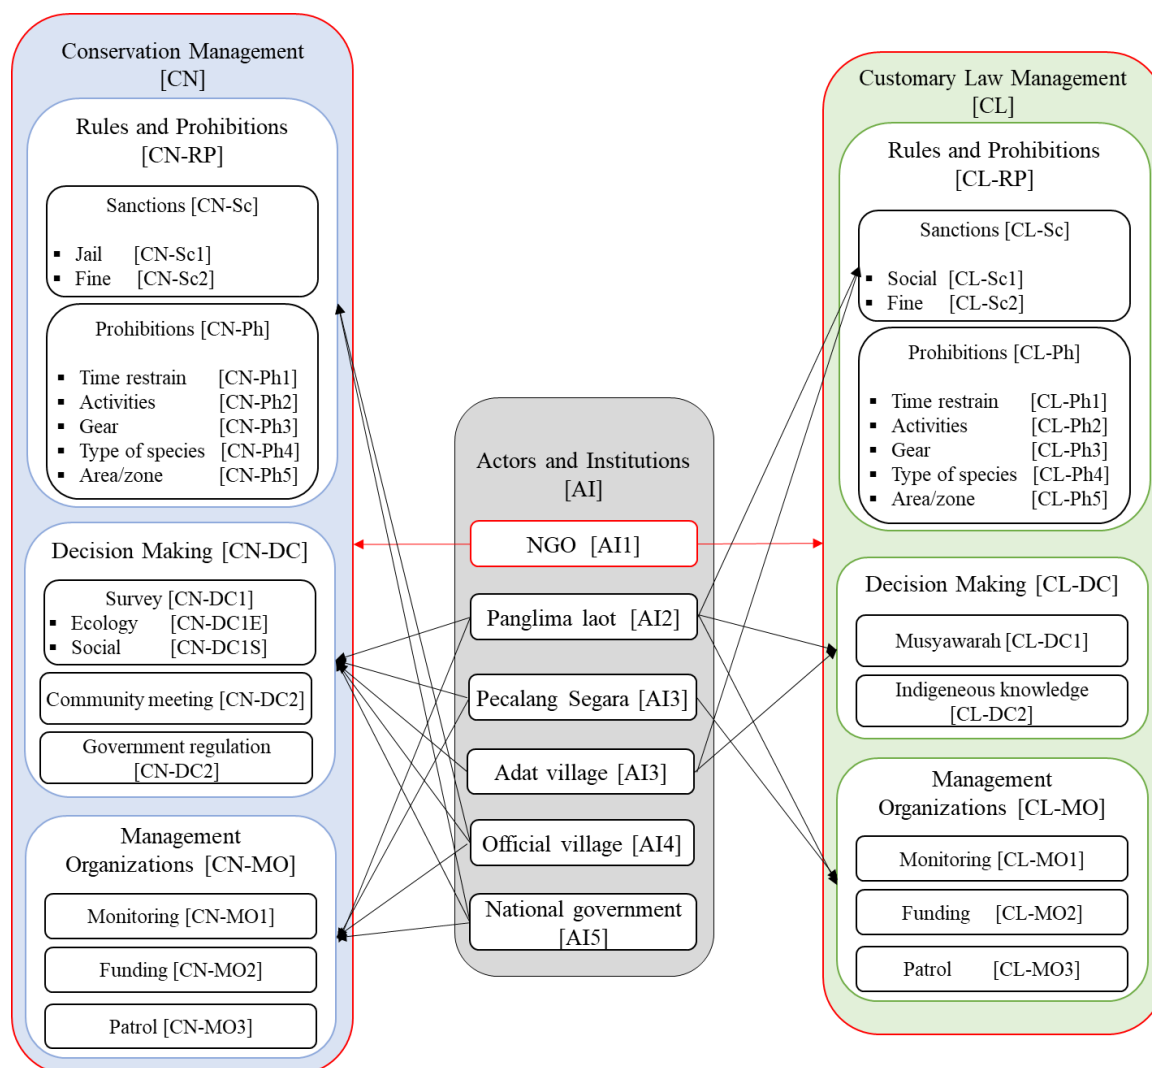 Conservation Management
[CN]
Rules and Prohibitions
[CN-RP]
Sanctions [CN-Sc]
▪ Jail [CN-Sc1]
▪ Fine [CN-Sc2]
Prohibitions [CN-Ph]
▪ Time restrain [CN-Ph1]
▪ Activities [CN-Ph2]
▪ Gear [CN-Ph3]
▪ Type of species [CN-Ph4]
▪ Area/zone [CN-Ph5]
Decision Making [CN-DC]
Survey [CN-DC1]
▪ Ecology [CN-DC1E]
▪ Social [CN-DC1S]
Community meeting [CN-DC2]
Government regulation
[CN-DC2]
Management
Organizations [CN-MO]
Monitoring [CN-MO1]
Funding [CN-MO2]
Patrol [CN-MO3]
Actors and Institutions
[AI]
NGO [AI1]
Panglima laot [AI2]
Pecalang Segara [AI3]
Adat village [AI3]
Official village [AI4]
National government
[AI5]
Customary Law Management
[CL]
Rules and Prohibitions
[CL-RP]
Sanctions [CL-Sc]
▪ Social [CL-Sc1]
▪ Fine [CL-Sc2]
Prohibitions [CL-Ph]
▪ Time restrain [CL-Ph1]
▪ Activities [CL-Ph2]
▪ Gear [CL-Ph3]
▪ Type of species [CL-Ph4]
▪ Area/zone [CL-Ph5]
Decision Making [CL-DC]
Musyawarah [CL-DC1]
Indigeneous knowledge
[CL-DC2]
Management
Organizations [CL-MO]
Monitoring [CL-MO1]
Funding [CL-MO2]
Patrol [CL-MO3]